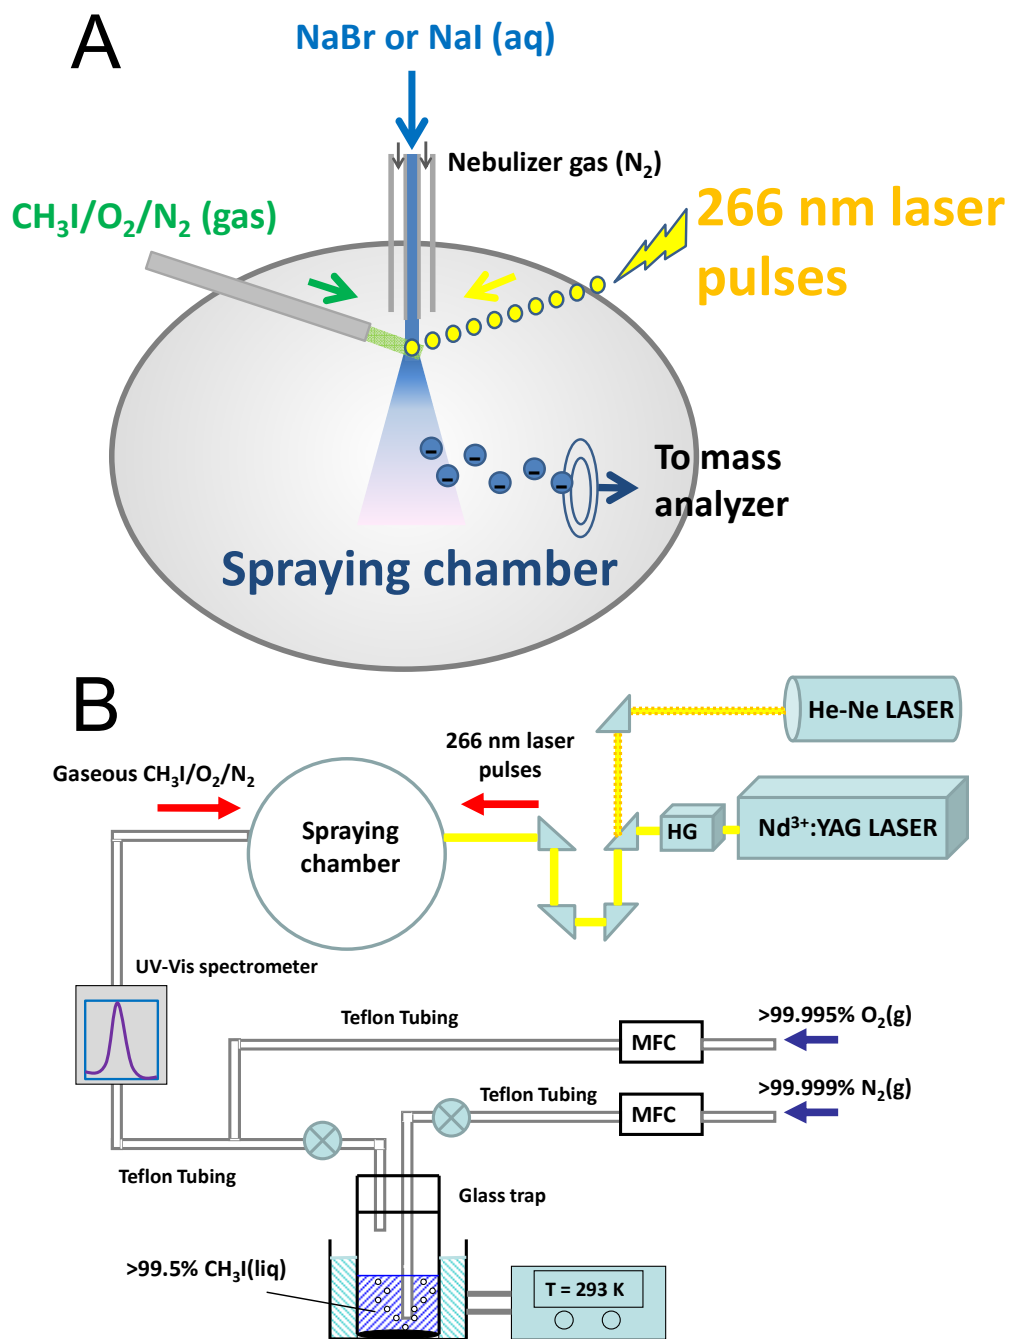 A
NaBr or NaI (aq)
Nebulizer gas (N₂)
CH₃I/O₂/N₂ (gas)
266 nm laser
pulses
To mass
analyzer
Spraying chamber
B
He-Ne LASER
266 nm laser
pulses
Gaseous CH₃I/O₂/N₂
Spraying
chamber
HG
Nd³⁺:YAG LASER
UV-Vis spectrometer
Teflon Tubing
MFC
>99.995% O₂(g)
Teflon Tubing
MFC
>99.999% N₂(g)
Teflon Tubing
Glass trap
>99.5% CH₃I(liq)
T = 293 K